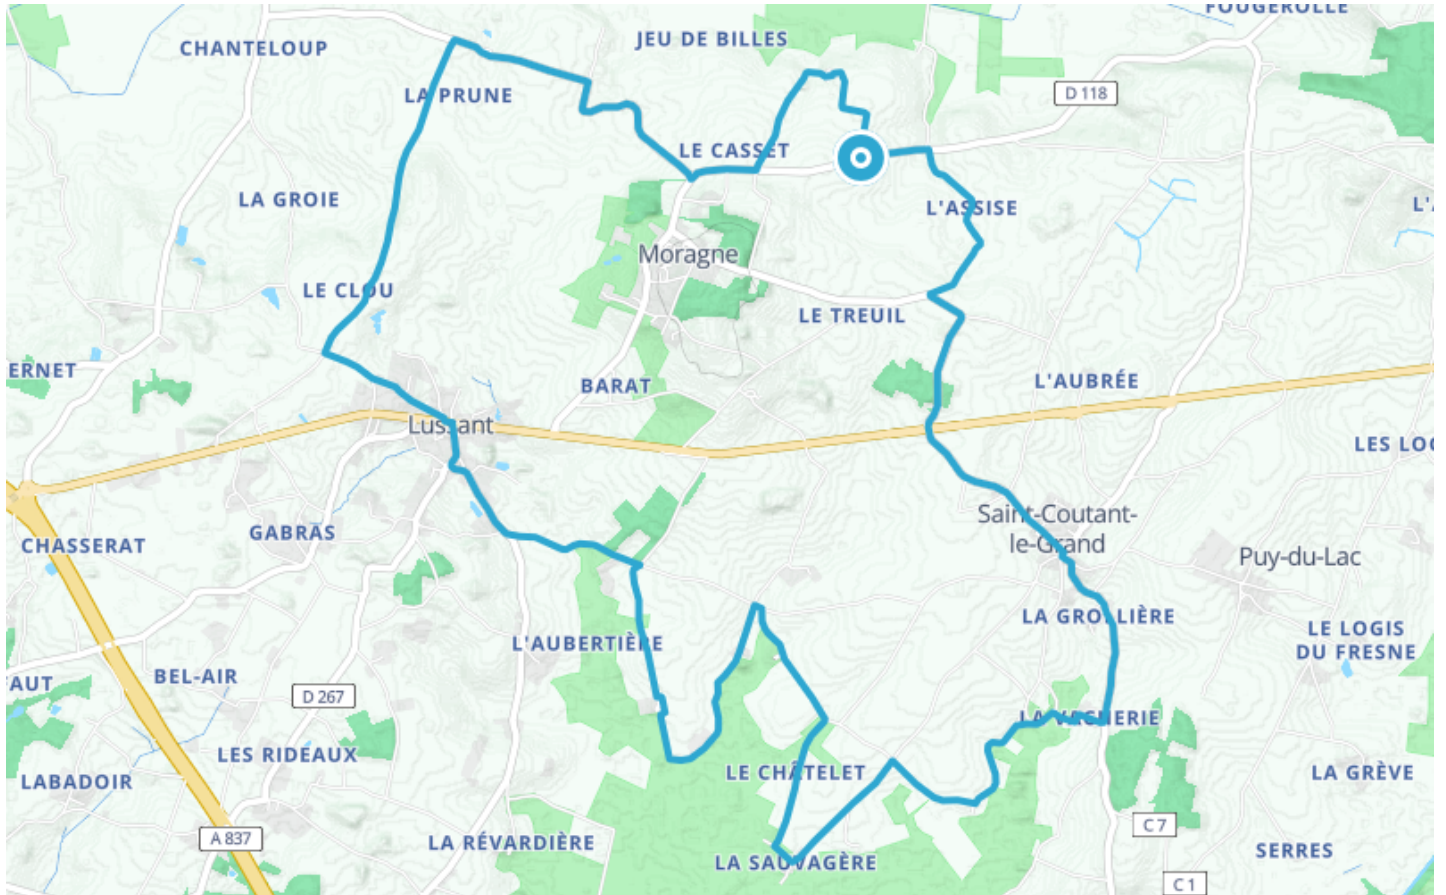 FOUGEROLLE
CHANTELOUP
JEU DE BILLES
LA PRUNE
D 118
LE CASSET
LA GROIE
L'ASSISE
Moragne
LE CLOU
LE TREUIL
ERNET
BARAT
L'AUBRÉE
Lussant
LES LOG
Saint-Coutant-
le-Grand
GABRAS
CHASSERAT
Puy-du-Lac
LA GROLLIÈRE
L'AUBERTIÈRE
LE LOGIS
DU FRESNE
BEL-AIR
AUT
D 267
LA VACHERIE
LES RIDEAUX
LE CHÂTELET
LA GRÈVE
LABADOIR
C 7
A 837
LA RÉVARDIÈRE
LA SAUVAGÈRE
SERRES
C 1